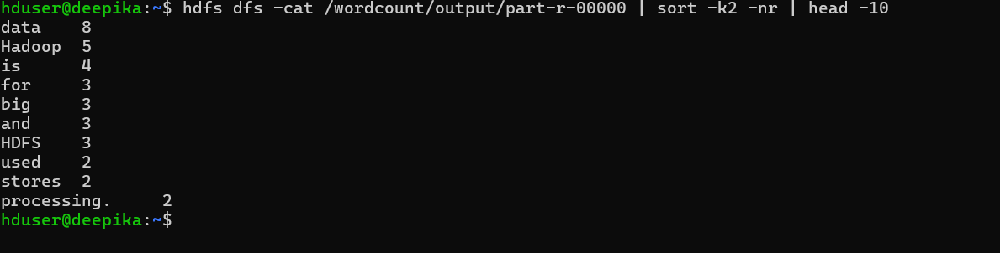 hduser@deepika:~$ hdfs dfs -cat /wordcount/output/part-r-00000 | sort -k2 -nr | head -10
data    8
Hadoop  5
is      4
for     3
big     3
and     3
HDFS    3
used    2
stores  2
processing.     2
hduser@deepika:~$